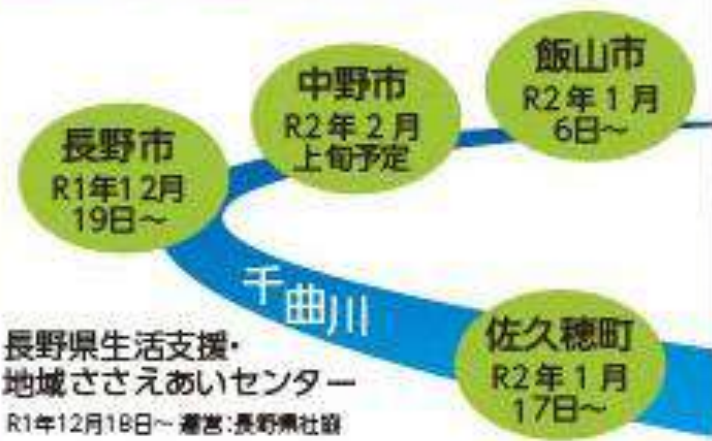 飯山市
R2年1月
6日～
中野市
R2年2月
上旬予定
長野市
R1年12月
19日～
千曲川
佐久穂町
R2年1月
17日～
長野県生活支援・
地域ささえあいセンター
R1年12月18日～ 運営：長野県社協